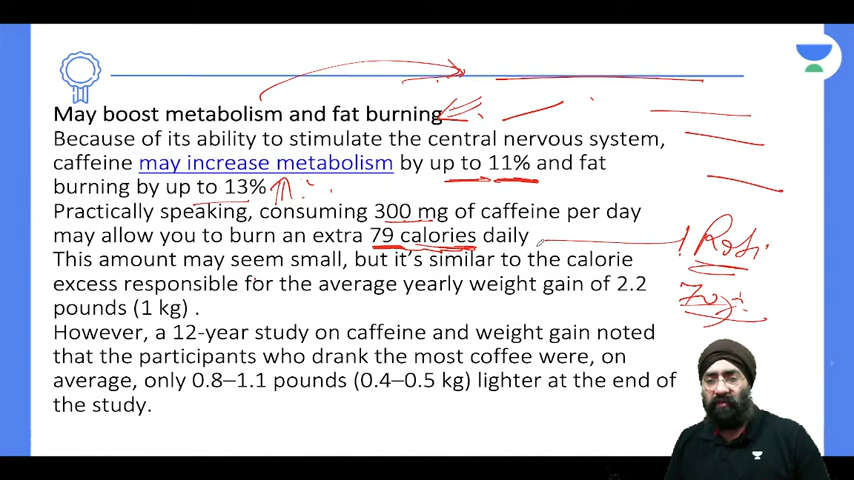 May boost metabolism and fat burning
Because of its ability to stimulate the central nervous system,
caffeine may increase metabolism by up to 11% and fat
burning by up to 13%
Practically speaking, consuming 300 mg of caffeine per day
may allow you to burn an extra 79 calories daily
This amount may seem small, but it’s similar to the calorie
excess responsible for the average yearly weight gain of 2.2
pounds (1 kg) .
However, a 12-year study on caffeine and weight gain noted
that the participants who drank the most coffee were, on
average, only 0.8–1.1 pounds (0.4–0.5 kg) lighter at the end of
the study.